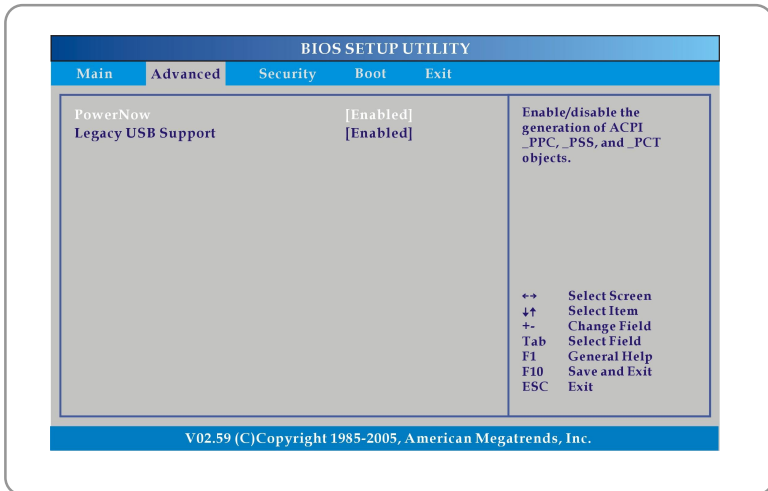 BIOS SETUP UTILITY
Main Advanced Security Boot Exit
PowerNow [Enabled]
Legacy USB Support [Enabled]
Enable/disable the
generation of ACPI
_PPC, _PSS, and _PCT
objects.
←→ Select Screen
↓↑ Select Item
+- Change Field
Tab Select Field
F1 General Help
F10 Save and Exit
ESC Exit
V02.59 (C)Copyright 1985-2005, American Megatrends, Inc.